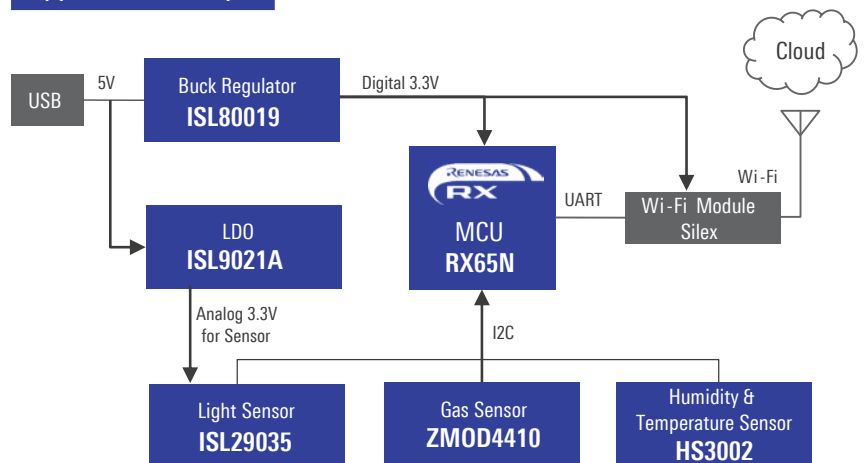 Cloud
5V
Buck Regulator
ISL80019
Digital 3.3V
USB
RENESAS
RX
MCU
RX65N
UART
Wi-Fi
Wi-Fi Module
Silex
LDO
ISL9021A
Analog 3.3V
for Sensor
I2C
Light Sensor
ISL29035
Gas Sensor
ZMOD4410
Humidity &
Temperature Sensor
HS3002